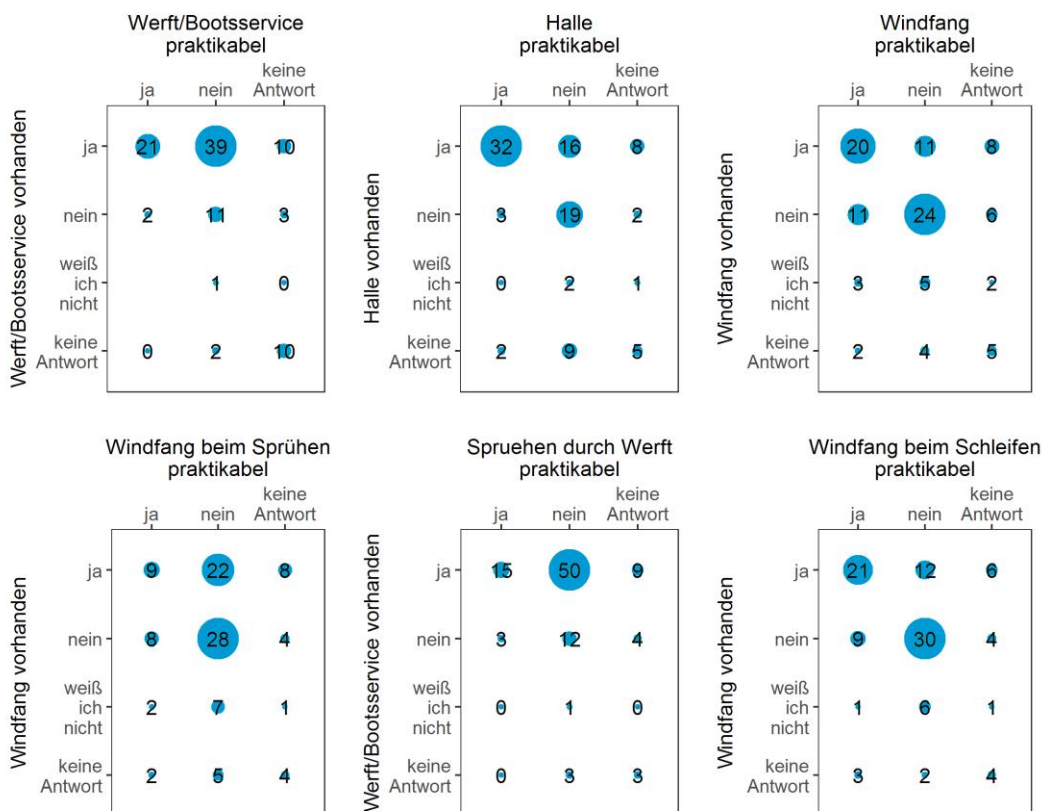 Werft/Bootsservice
praktikabel
ja
nein
keine
Antwort
Werft/Bootsservice vorhanden
ja
21
39
10
nein
2
11
3
weiß
ich
nicht
1
0
keine
Antwort
0
2
10
Halle
praktikabel
ja
nein
keine
Antwort
Halle vorhanden
ja
32
16
8
nein
3
19
2
weiß
ich
nicht
0
2
1
keine
Antwort
2
9
5
Windfang
praktikabel
ja
nein
keine
Antwort
Windfang vorhanden
ja
20
11
8
nein
11
24
6
weiß
ich
nicht
3
5
2
keine
Antwort
2
4
5
Windfang beim Sprühen
praktikabel
ja
nein
keine
Antwort
Windfang vorhanden
ja
9
22
8
nein
8
28
4
weiß
ich
nicht
2
7
1
keine
Antwort
2
5
4
Spruehen durch Werft
praktikabel
ja
nein
keine
Antwort
Werft/Bootsservice vorhanden
ja
15
50
9
nein
3
12
4
weiß
ich
nicht
0
1
0
keine
Antwort
0
3
3
Windfang beim Schleifen
praktikabel
ja
nein
keine
Antwort
Windfang vorhanden
ja
21
12
6
nein
9
30
4
weiß
ich
nicht
1
6
1
keine
Antwort
3
2
4